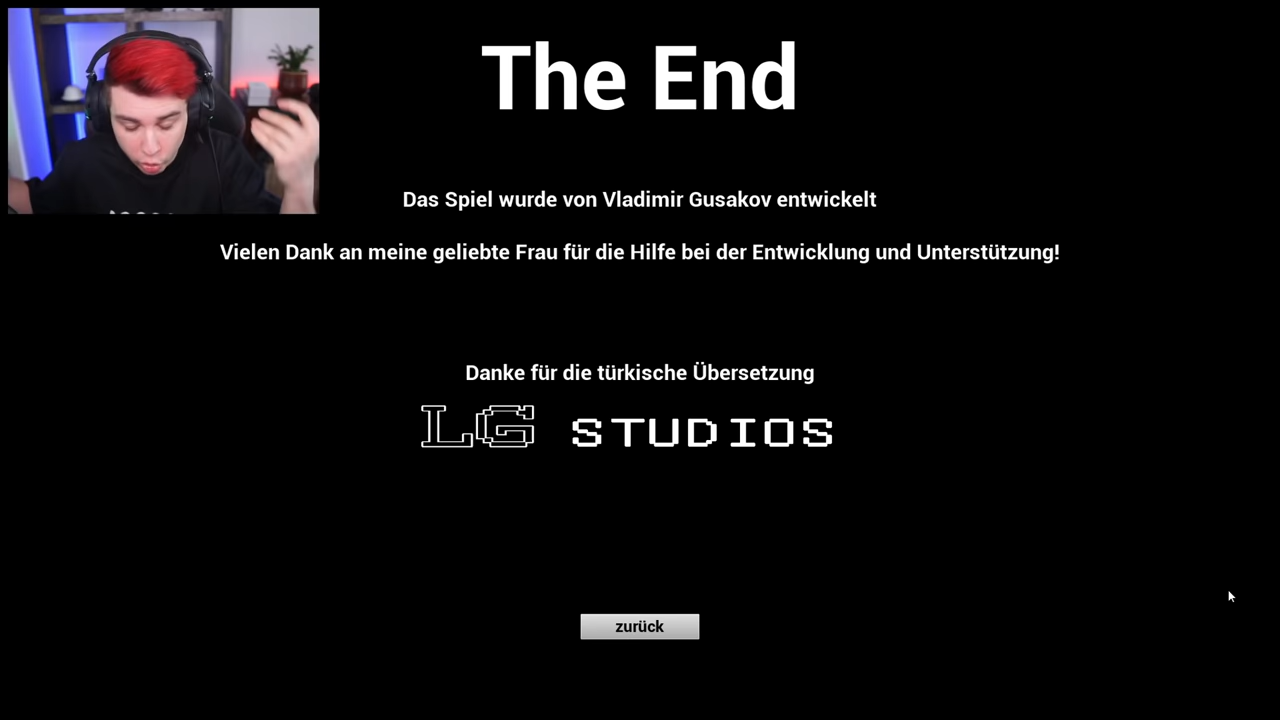 The End
Das Spiel wurde von Vladimir Gusakov entwickelt
Vielen Dank an meine geliebte Frau für die Hilfe bei der Entwicklung und Unterstützung!
Danke für die türkische Übersetzung
LG STUDIOS
zurück